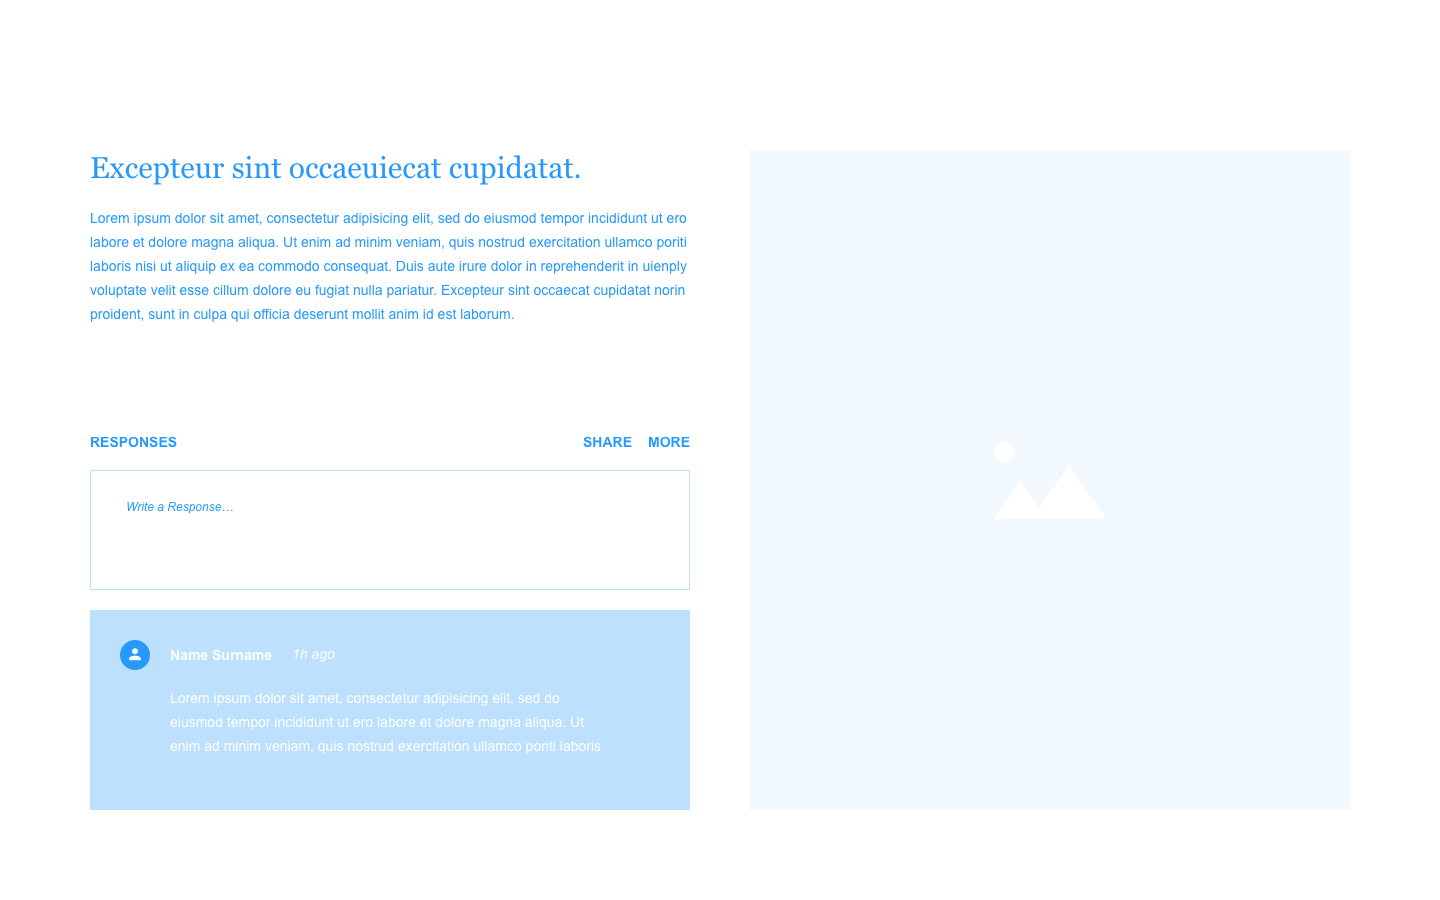 Excepteur sint occaeuiecat cupidatat.
Lorem ipsum dolor sit amet, consectetur adipisicing elit, sed do eiusmod tempor incididunt ut ero
labore et dolore magna aliqua. Ut enim ad minim veniam, quis nostrud exercitation ullamco poriti
laboris nisi ut aliquip ex ea commodo consequat. Duis aute irure dolor in reprehenderit in uienply
voluptate velit esse cillum dolore eu fugiat nulla pariatur. Excepteur sint occaecat cupidatat norin
proident, sunt in culpa qui officia deserunt mollit anim id est laborum.
RESPONSES SHARE MORE
Write a Response…
Name Surname 1h ago
Lorem ipsum dolor sit amet, consectetur adipisicing elit, sed do
eiusmod tempor incididunt ut ero labore et dolore magna aliqua. Ut
enim ad minim veniam, quis nostrud exercitation ullamco poriti laboris